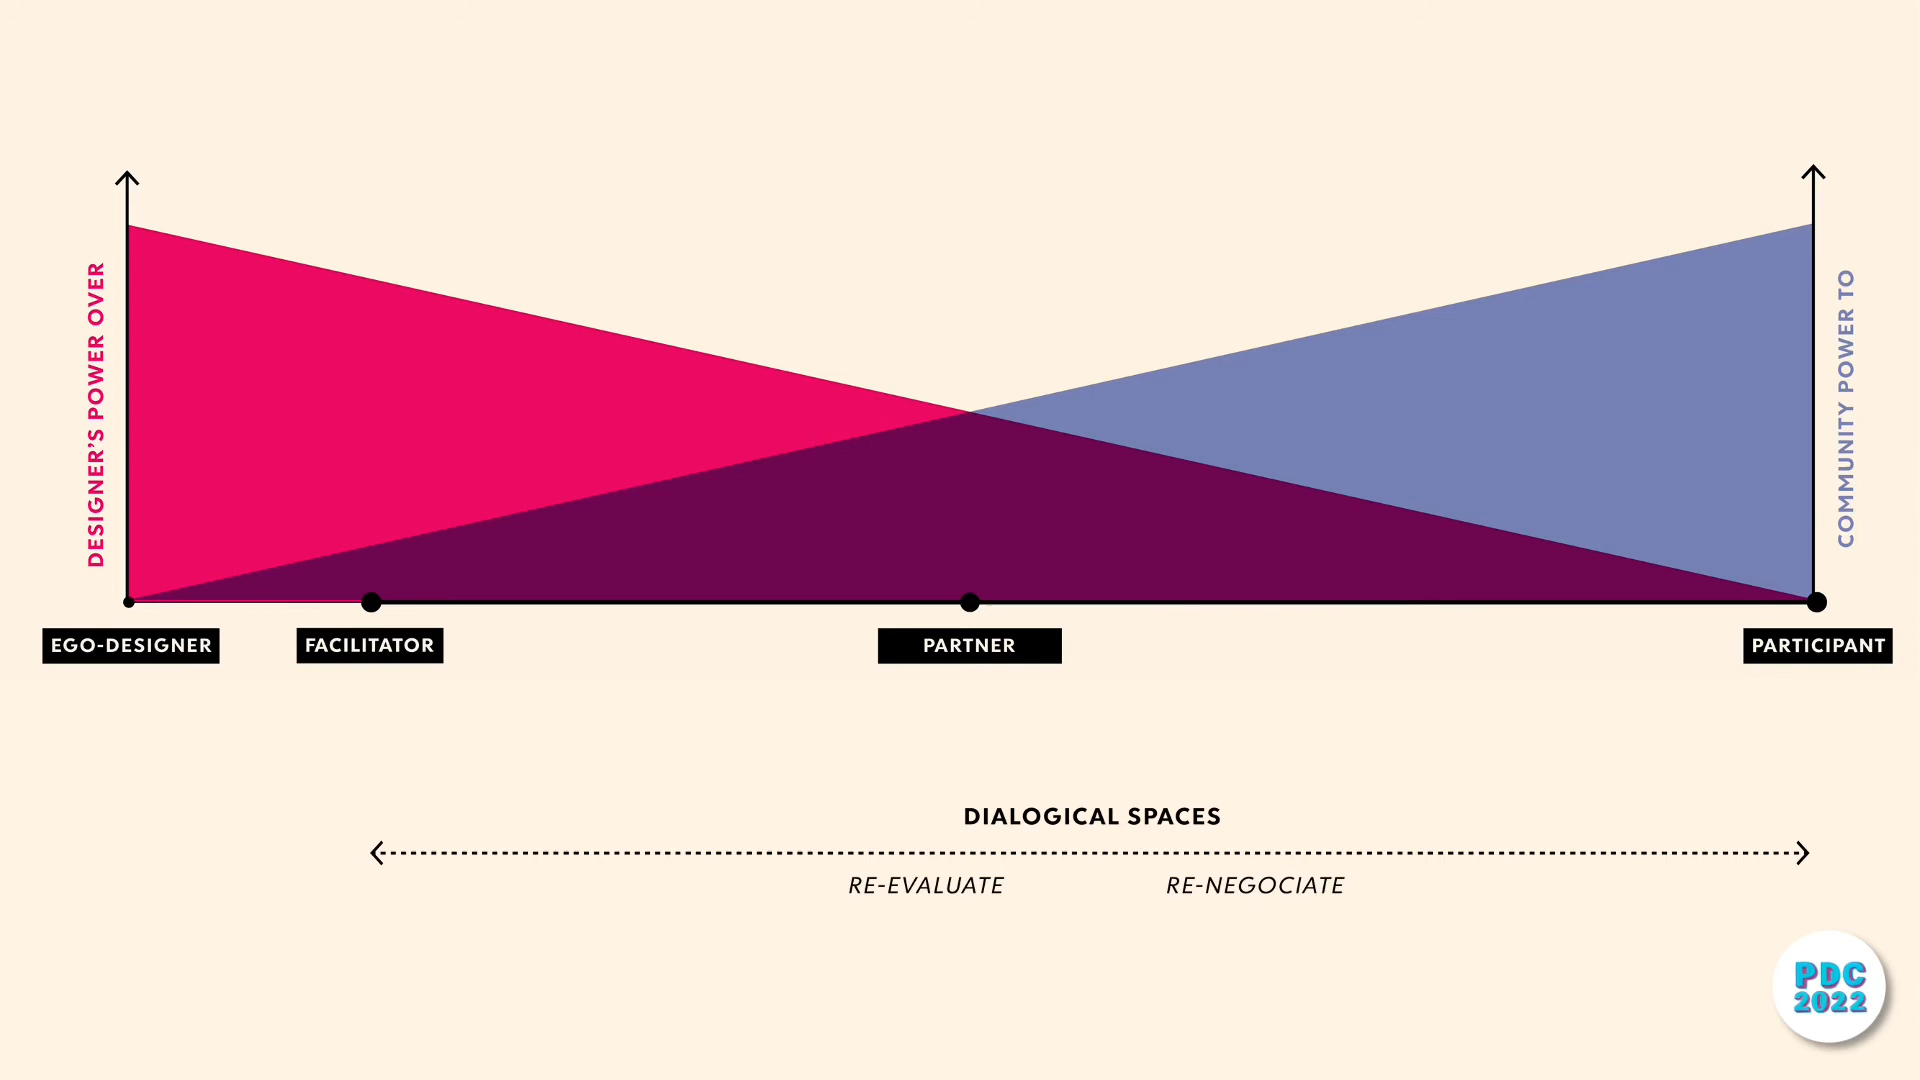 DESIGNER'S POWER OVER
COMMUNITY POWER TO
EGO-DESIGNER
FACILITATOR
PARTNER
PARTICIPANT
DIALOGICAL SPACES
RE-EVALUATE
RE-NEGOCIATE
PDC
2022